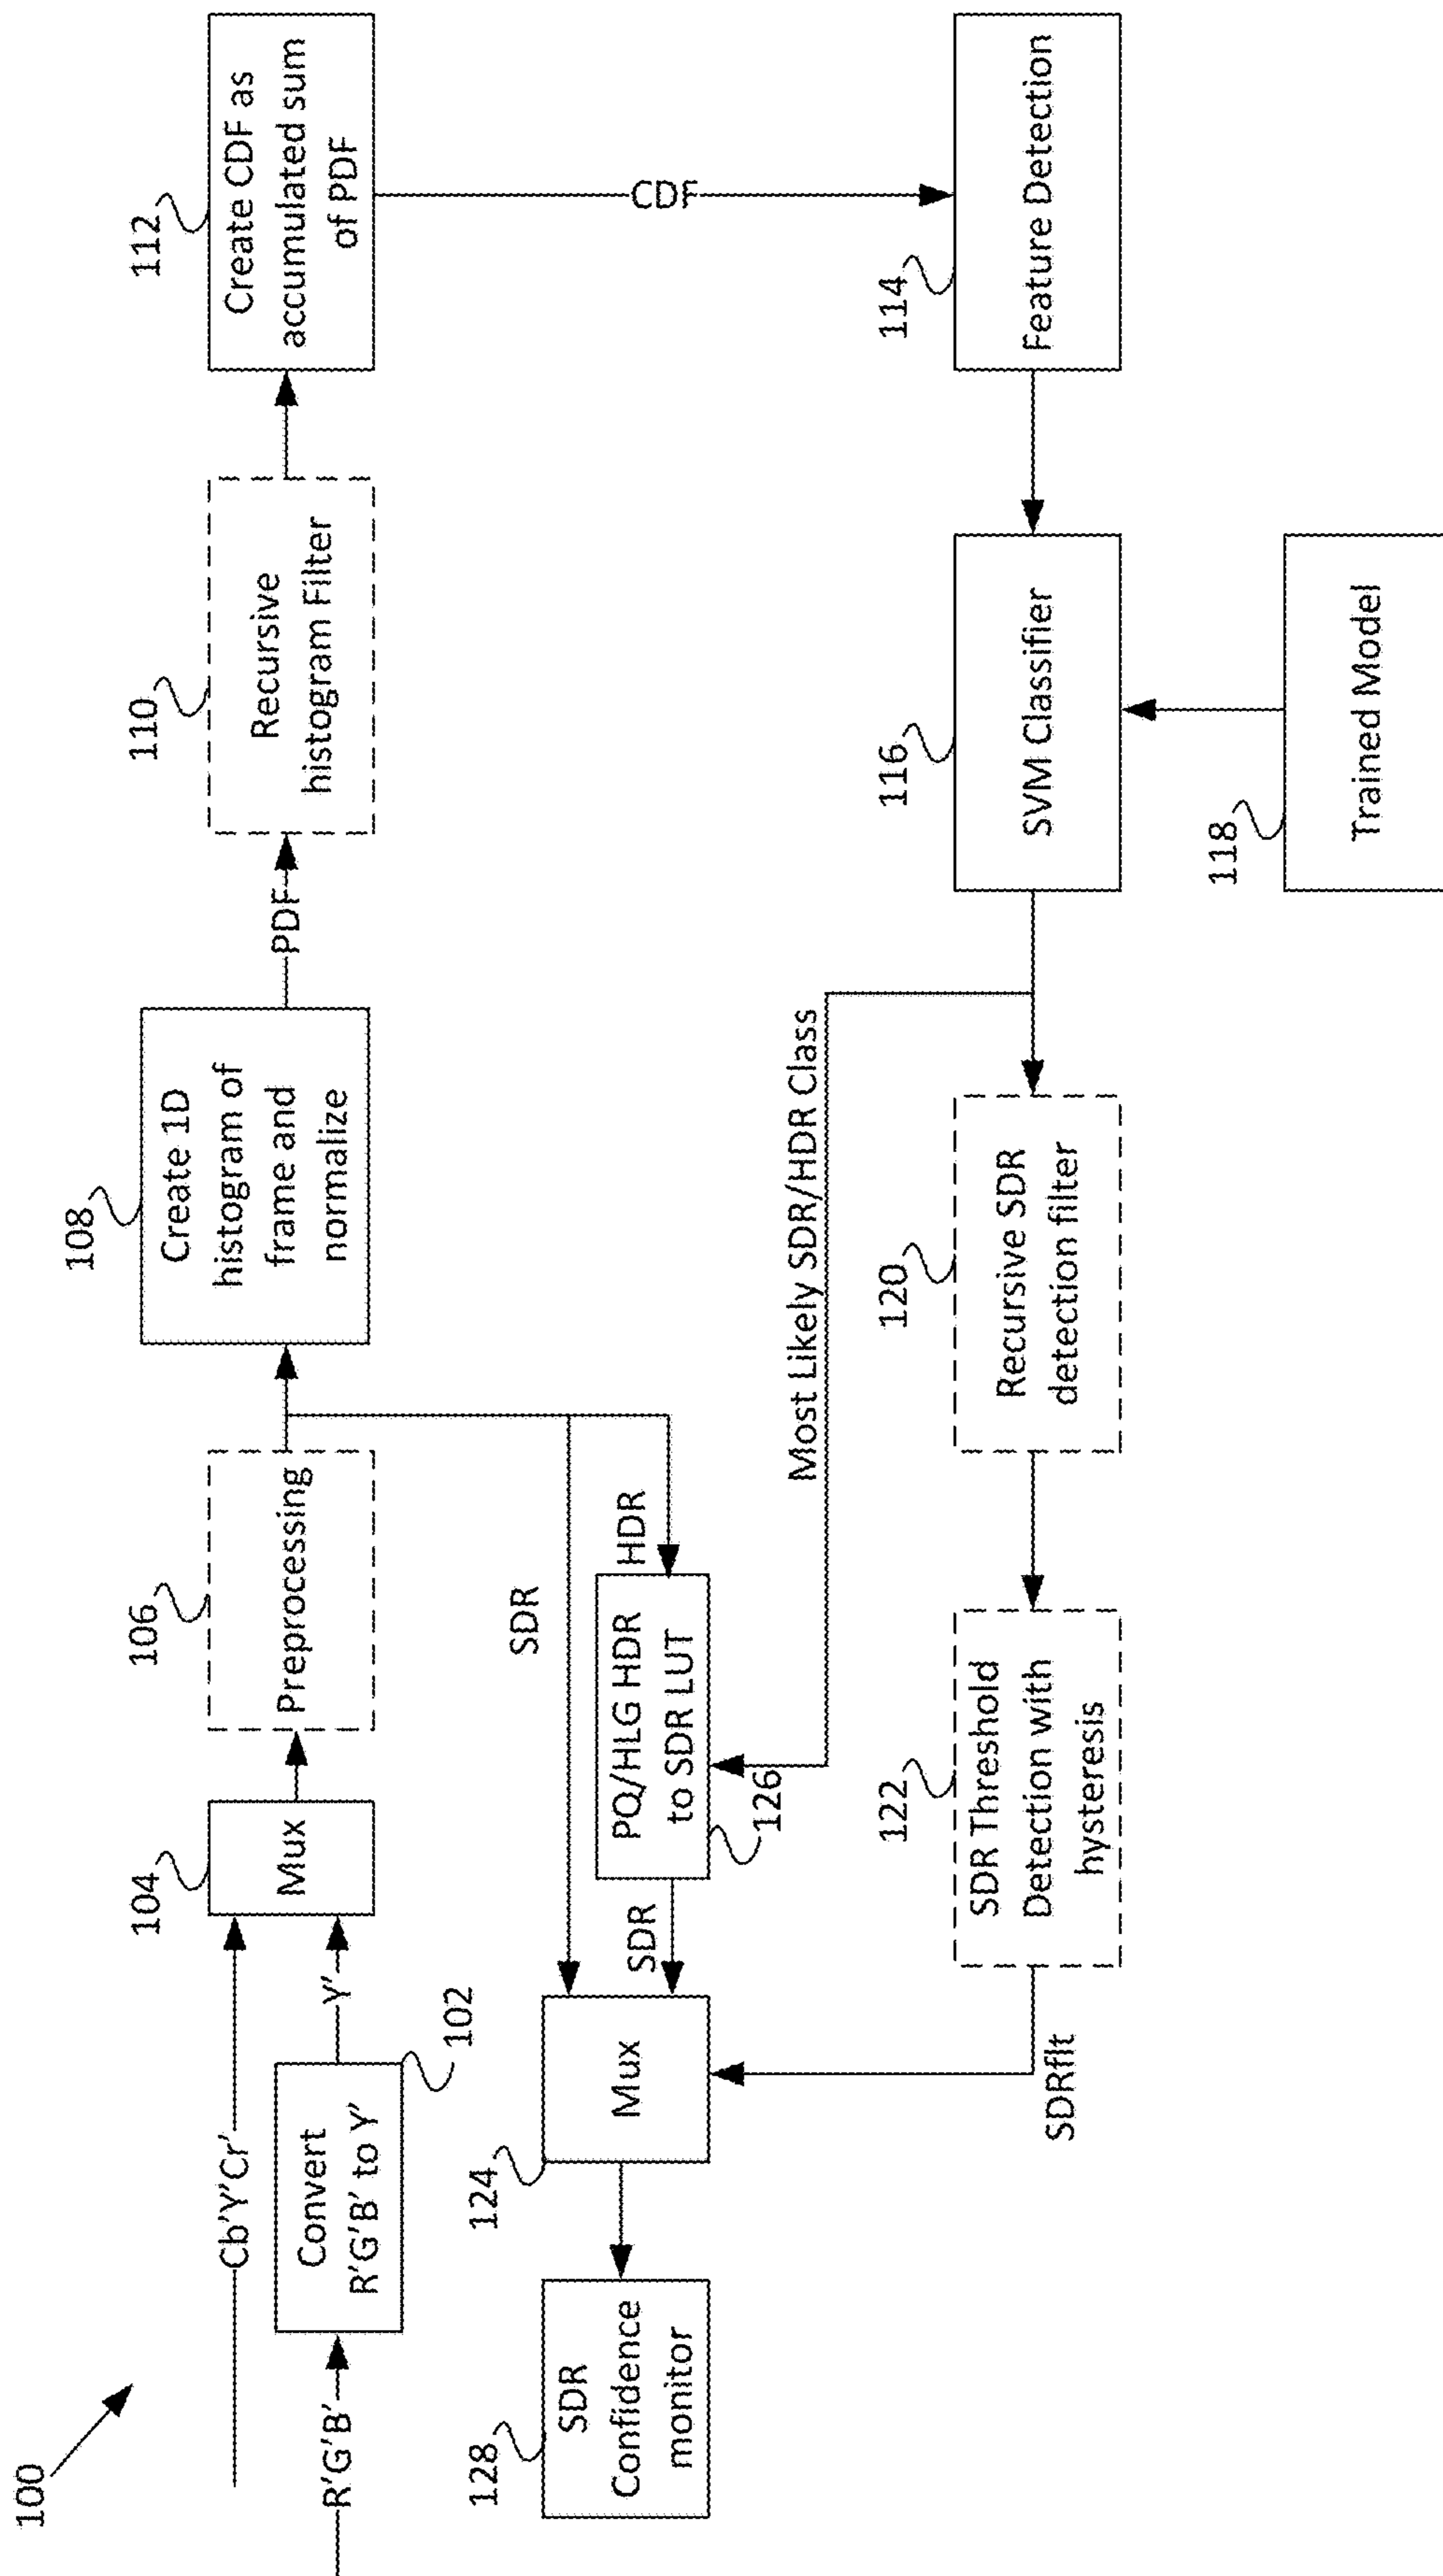 100
Cb'Y'Cr'
R'G'B'
Convert
R'G'B' to Y'
102
Y'
104
Mux
106
Preprocessing
108
Create 1D
histogram of
frame and
normalize
PDF
110
Recursive
histogram Filter
112
Create CDF as
accumulated sum
of PDF
CDF
114
Feature Detection
116
SVM Classifier
118
Trained Model
Most Likely SDR/HDR Class
120
Recursive SDR
detection filter
122
SDR Threshold
Detection with
hysteresis
SDRflt
SDR
HDR
PQ/HLG HDR
to SDR LUT
126
SDR
124
Mux
128
SDR
Confidence
monitor